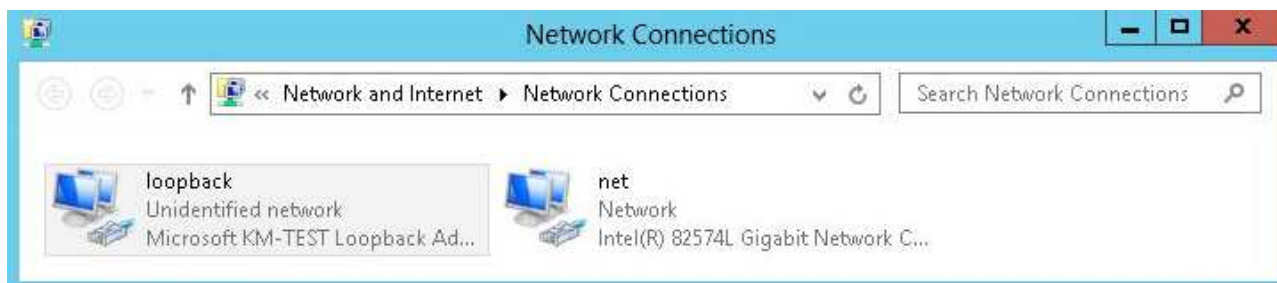 Network Connections
« Network and Internet Network Connections
Search Network Connections
loopback
Unidentified network
Microsoft KM-TEST Loopback Ad...
net
Network
Intel(R) 82574L Gigabit Network C...